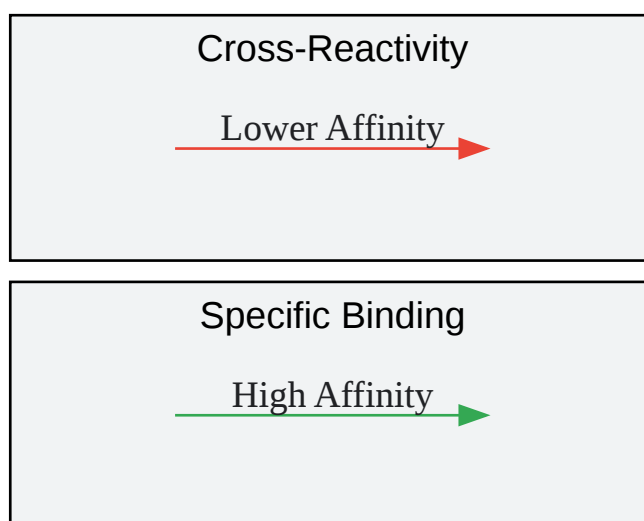 Cross-Reactivity
Lower Affinity
Specific Binding
High Affinity